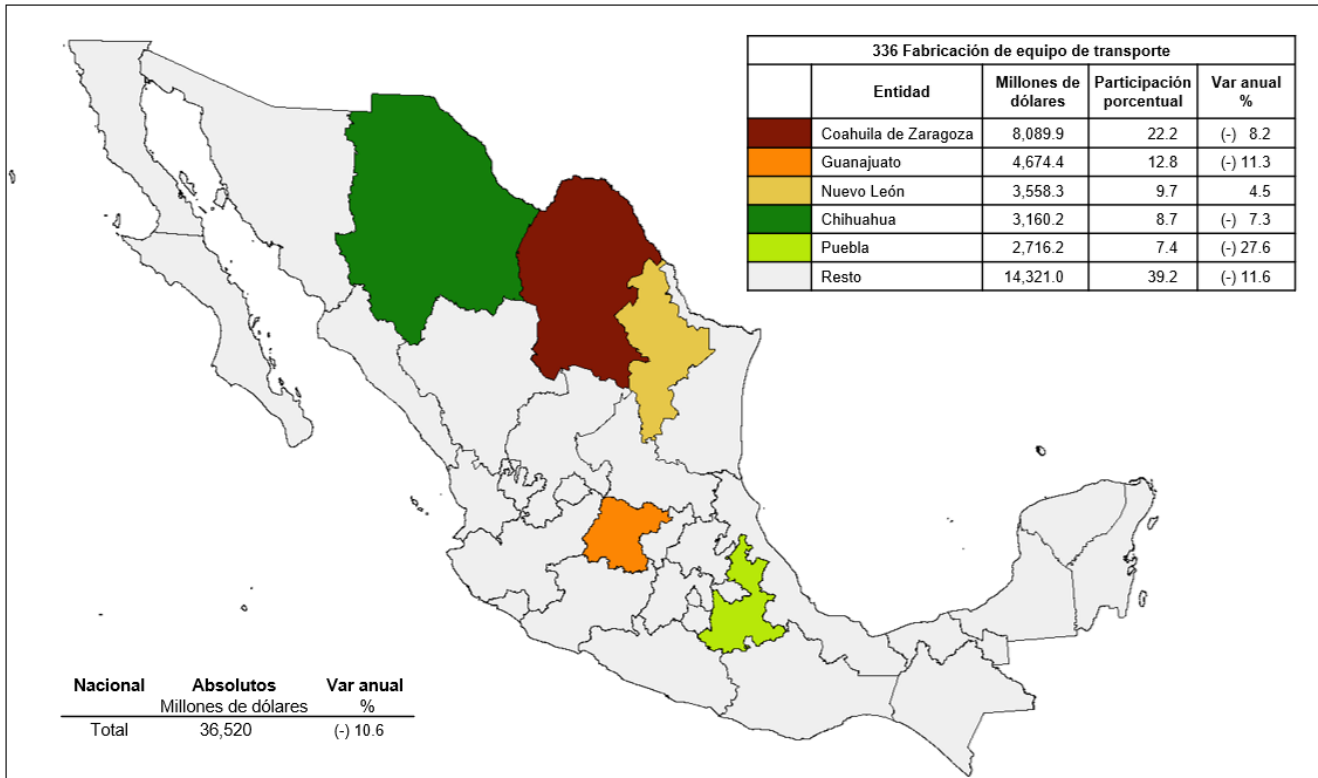 336 Fabricación de equipo de transporte
Entidad Millones de dólares Participación porcentual Var anual %
Coahuila de Zaragoza 8,089.9 22.2 (-) 8.2
Guanajuato 4,674.4 12.8 (-) 11.3
Nuevo León 3,558.3 9.7 4.5
Chihuahua 3,160.2 8.7 (-) 7.3
Puebla 2,716.2 7.4 (-) 27.6
Resto 14,321.0 39.2 (-) 11.6
Nacional Absolutos Var anual
Millones de dólares %
Total 36,520 (-) 10.6